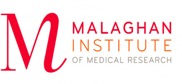 M MALAGHAN
INSTITUTE
OF MEDICAL RESEARCH